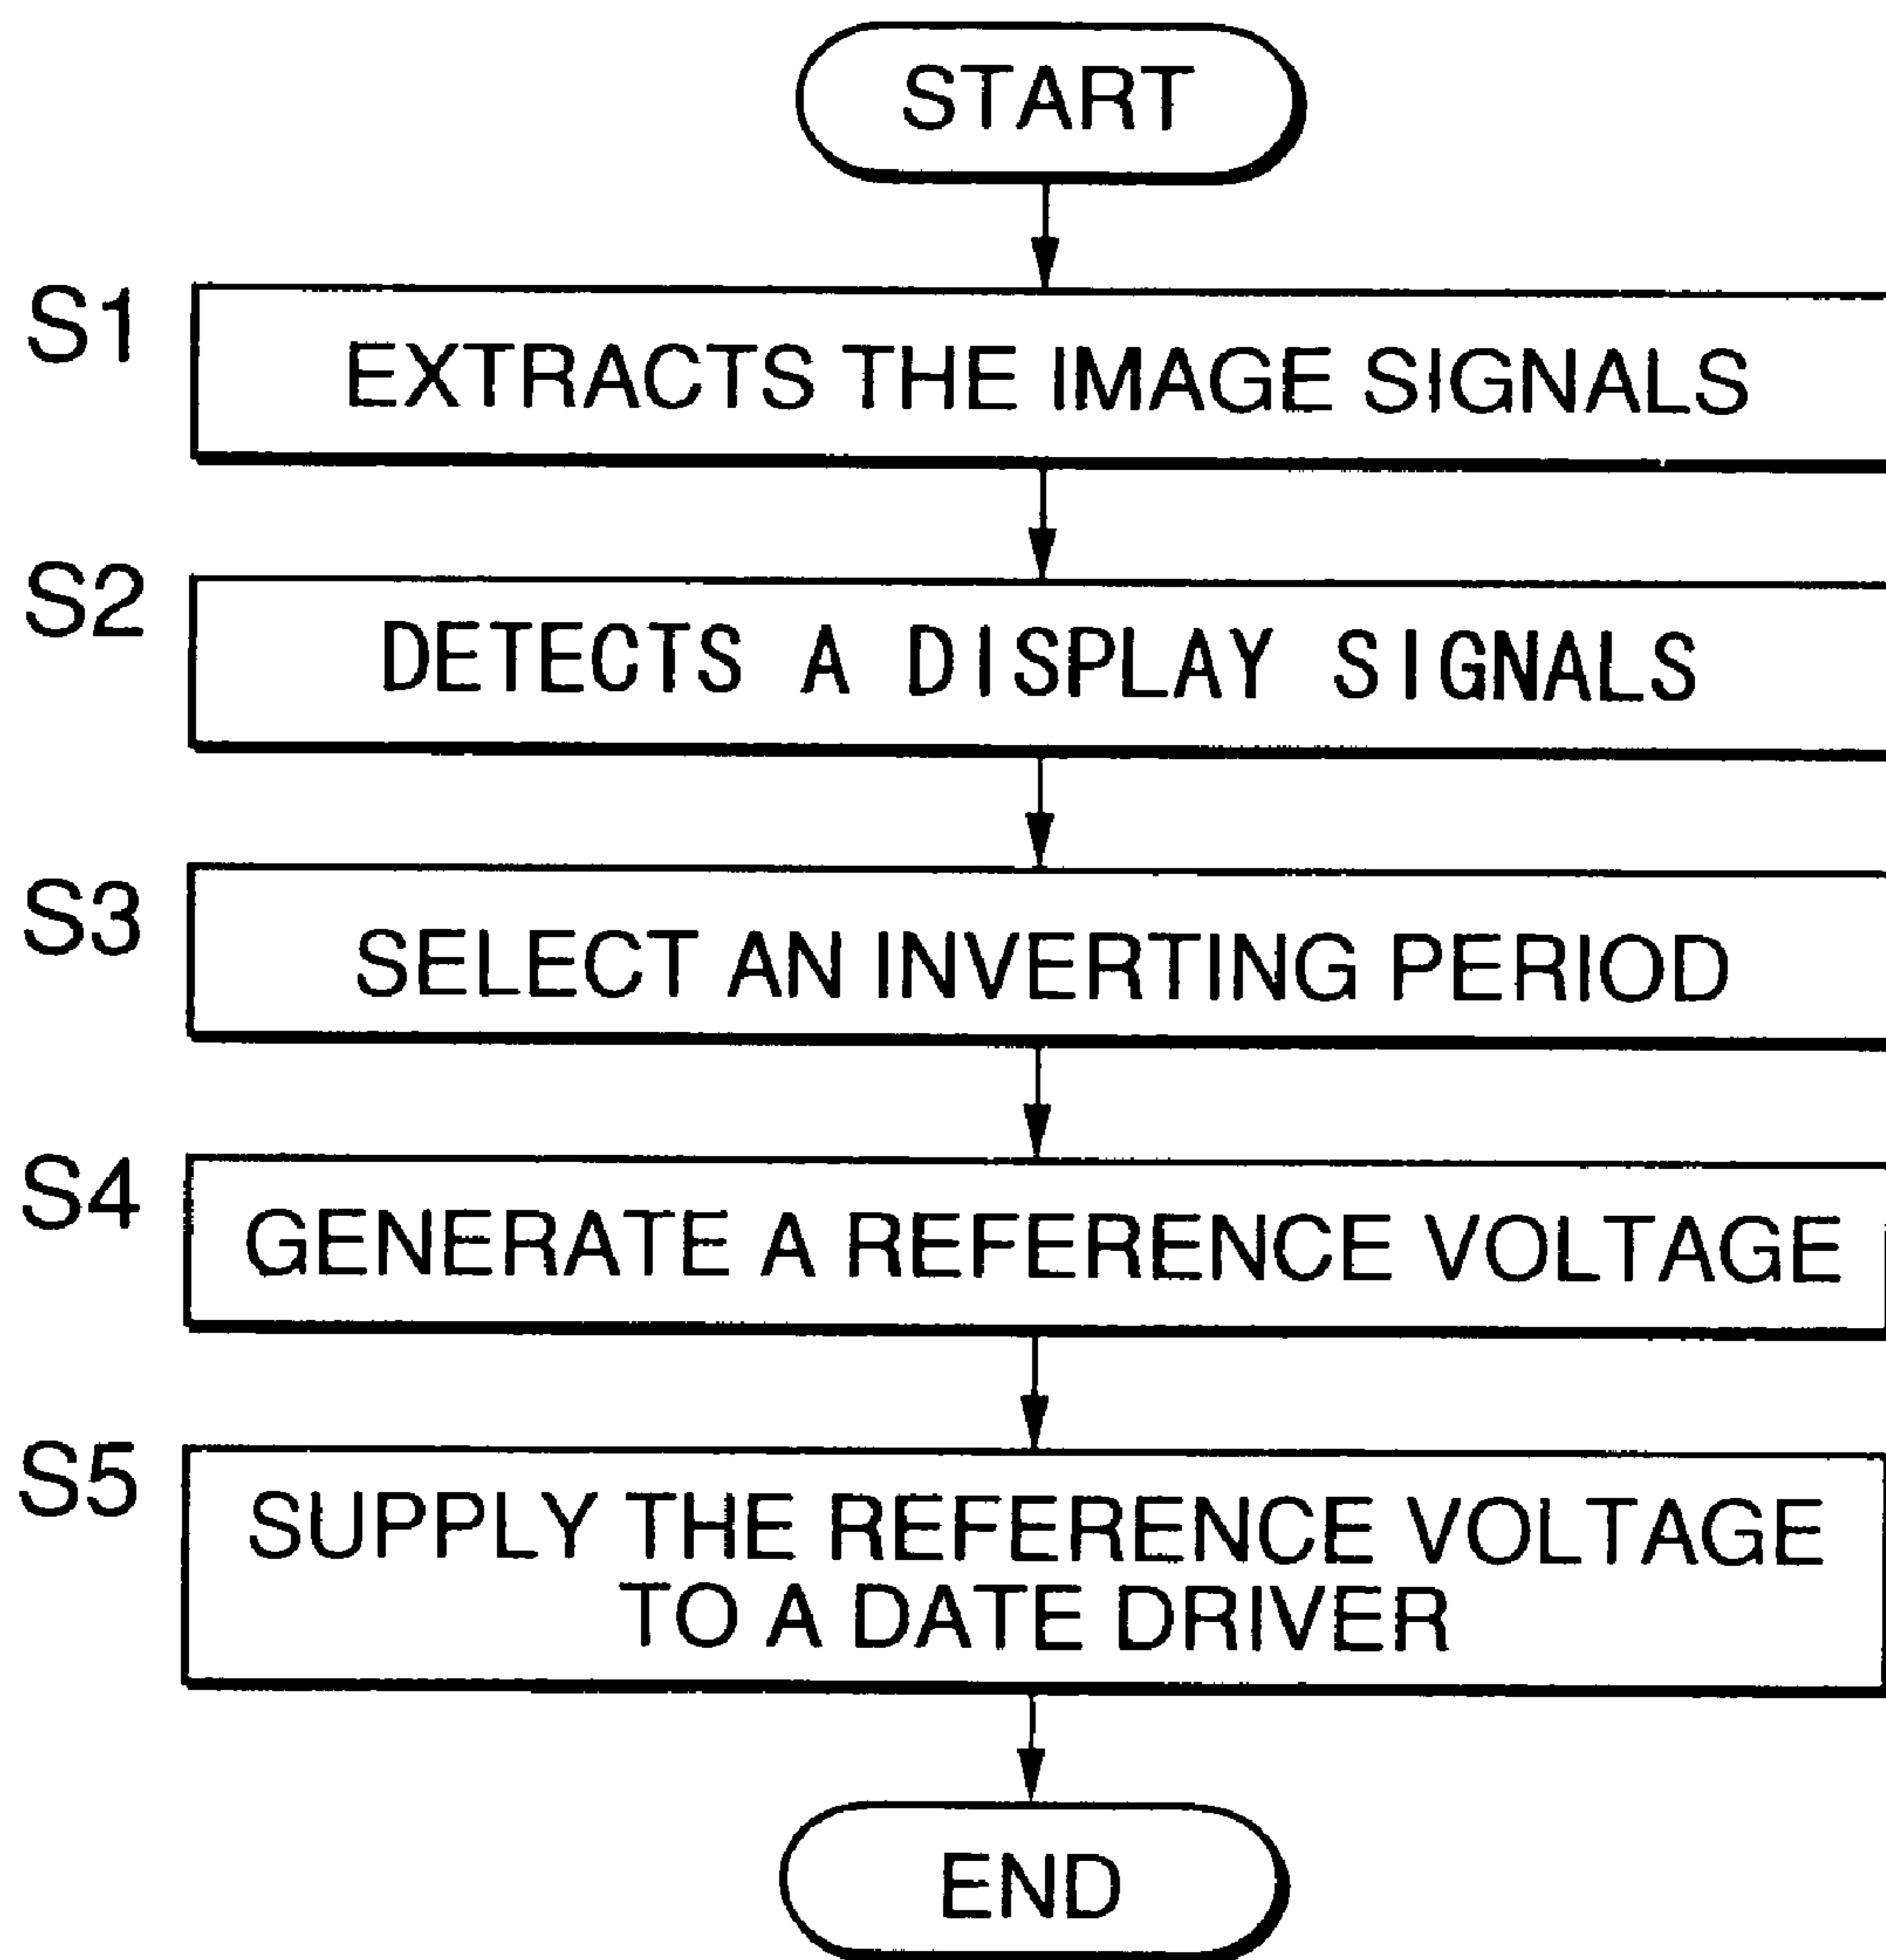 START
S1
EXTRACTS THE IMAGE SIGNALS
S2
DETECTS A DISPLAY SIGNALS
S3
SELECT AN INVERTING PERIOD
S4
GENERATE A REFERENCE VOLTAGE
S5
SUPPLY THE REFERENCE VOLTAGE
TO A DATE DRIVER
END